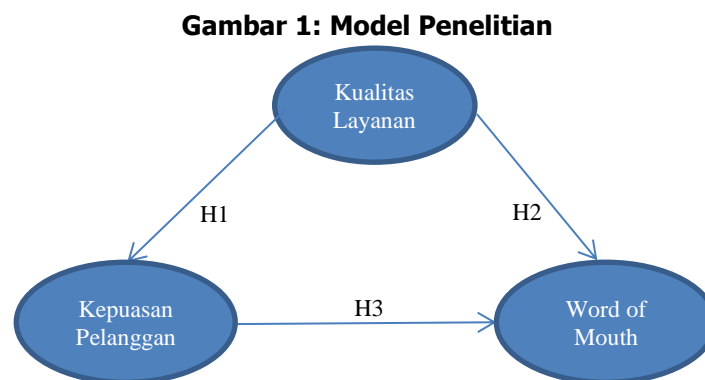 Gambar 1: Model Penelitian
Kualitas
Layanan
H1
H2
Kepuasan
Pelanggan
H3
Word of
Mouth